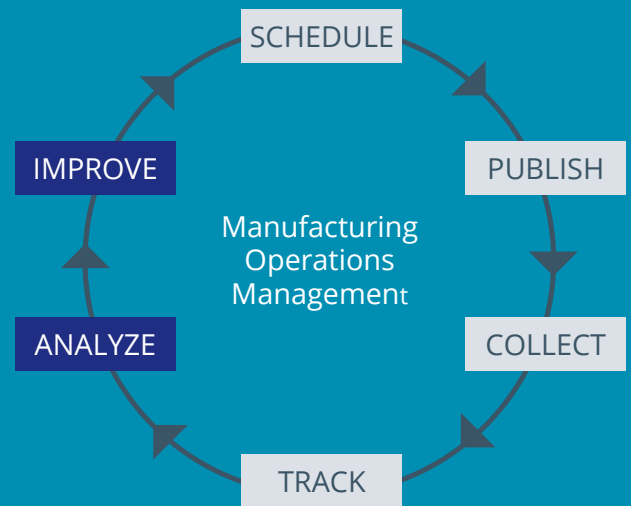 SCHEDULE
IMPROVE
PUBLISH
Manufacturing
Operations
Management
ANALYZE
COLLECT
TRACK